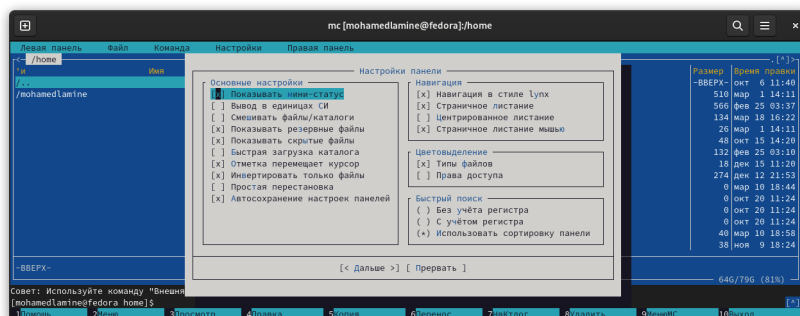 mc [mohamedlamine@fedora]:/home
Левая панель Файл Команда Настройки Правая панель
/home
'и Имя
/..
/mohamedlamine
Настройки панели
Основные настройки
[x] Показывать мини-статус
[ ] Вывод в единицах СИ
[ ] Смешивать файлы/каталоги
[x] Показывать резервные файлы
[x] Показывать скрытые файлы
[ ] Быстрая загрузка каталога
[x] Отметка перемещает курсор
[x] Инвертировать только файлы
[ ] Простая перестановка
[x] Автосохранение настроек панелей
Навигация
[x] Навигация в стиле lynx
[x] Страничное листание
[ ] Центрированное листание
[x] Страничное листание мышью
Цветовыделение
[x] Типы файлов
[ ] Права доступа
Быстрый поиск
( ) Без учёта регистра
( ) С учётом регистра
(*) Использовать сортировку панели
[< Дальше >] [ Прервать ]
.[^]>
Размер Время правки
-ВВЕРХ- окт 6 11:40
510 мар 1 14:11
566 фев 25 03:37
134 мар 18 16:22
26 мар 1 14:11
48 окт 15 14:20
132 фев 25 03:10
18 дек 15 11:20
274 дек 12 21:53
0 мар 10 18:44
0 окт 20 11:24
0 окт 20 11:24
0 окт 20 11:24
40 мар 10 18:58
38 ноя 9 18:24
-ВВЕРХ-
64G/79G (81%)
Совет: Используйте команду "Внешня
[mohamedlamine@fedora home]$ [^]
1Помощь 2Меню 3Просмотр 4Правка 5Копия 6Перенос 7НвКтлог 8Удалить 9МенюMC 10Выход